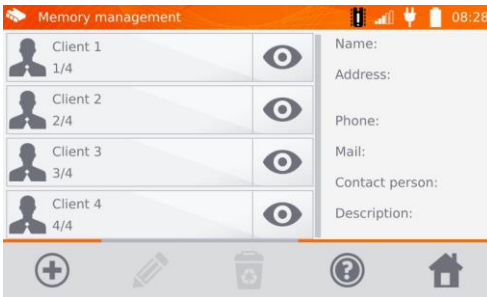 Memory management
08:28
Client 1
1/4
Client 2
2/4
Client 3
3/4
Client 4
4/4
Name:
Address:
Phone:
Mail:
Contact person:
Description: